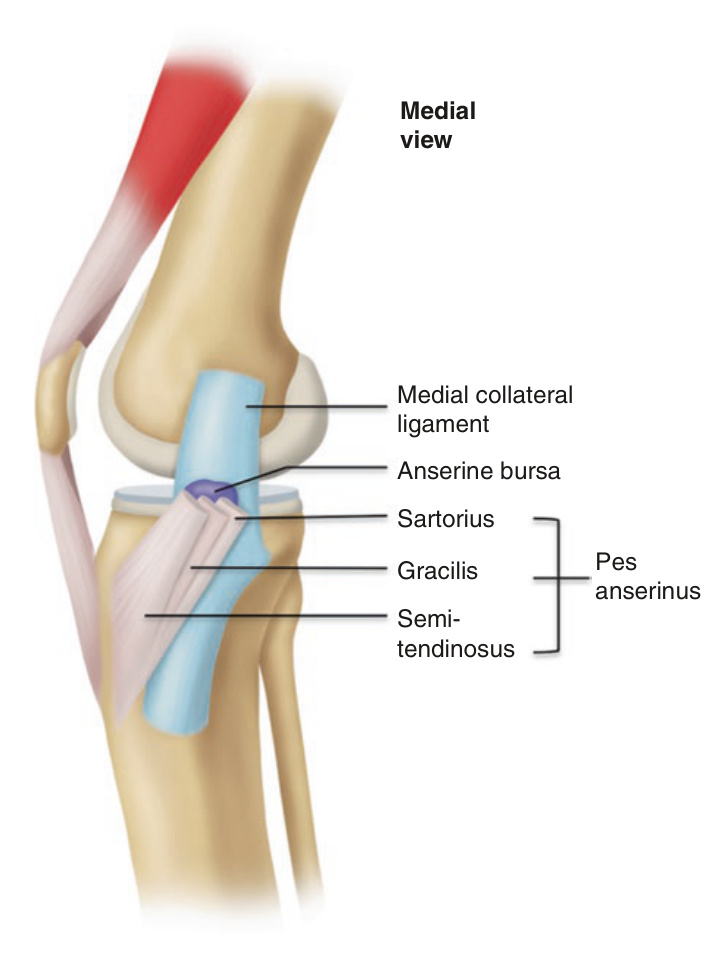 Medial
view
Medial collateral
ligament
Anserine bursa
Sartorius
Gracilis
Semi-
tendinosus
Pes
anserinus